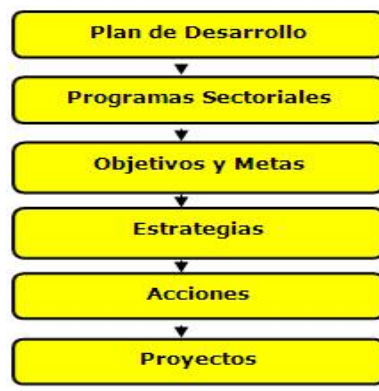 Plan de Desarrollo
Programas Sectoriales
Objetivos y Metas
Estrategias
Acciones
Proyectos